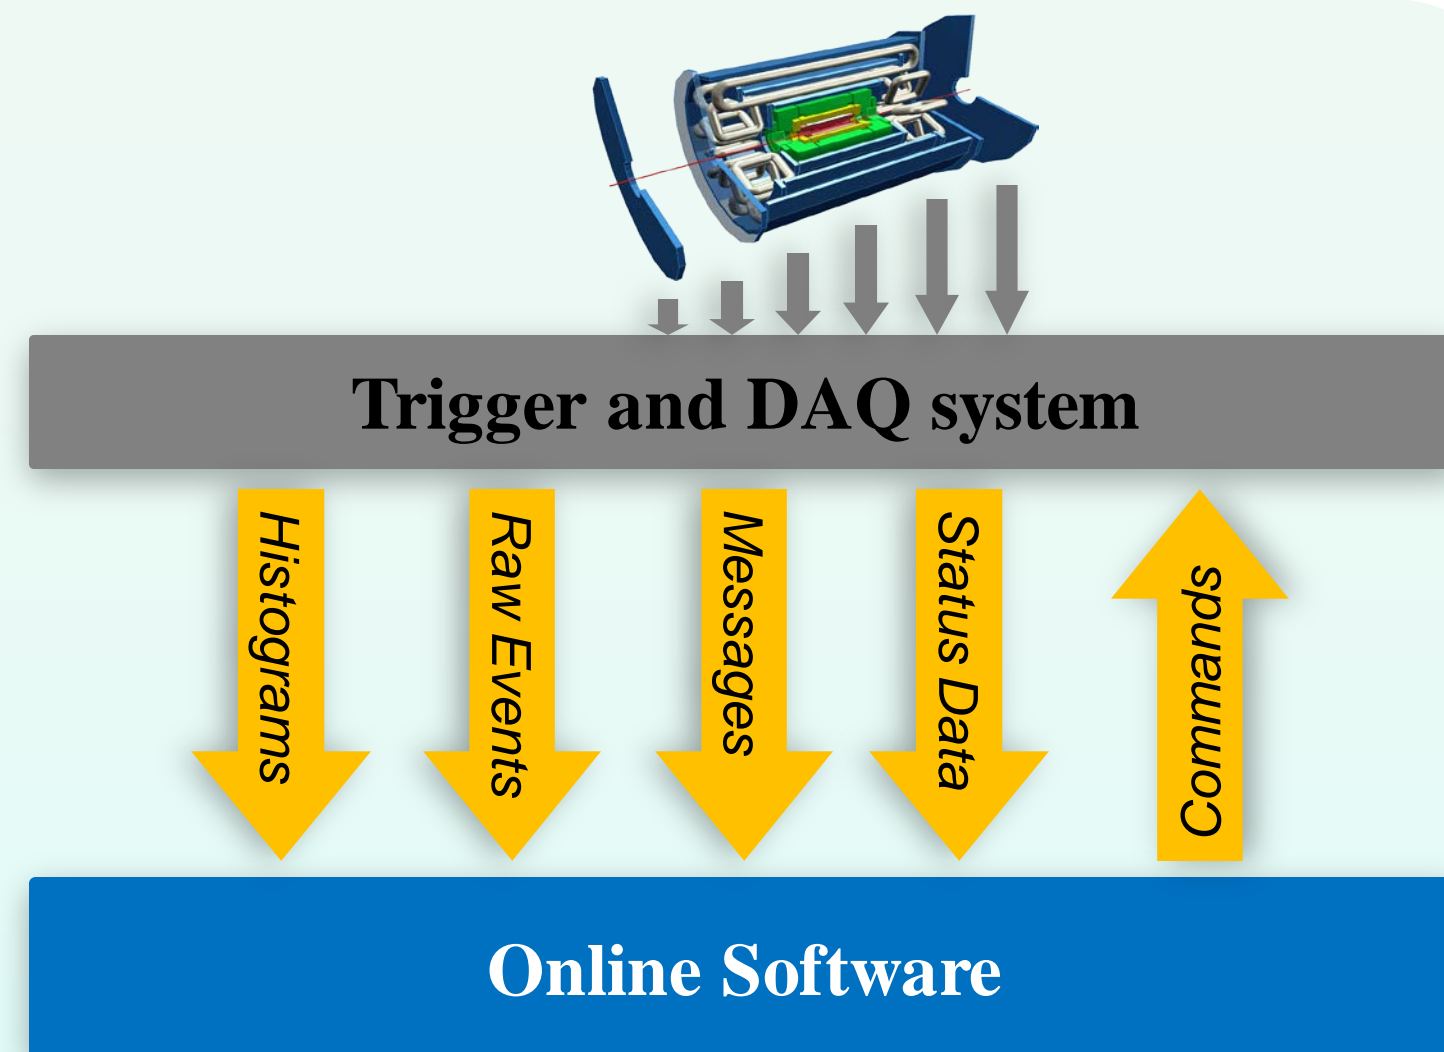 Trigger and DAQ system
Histograms
Raw Events
Messages
Status Data
Commands
Online Software